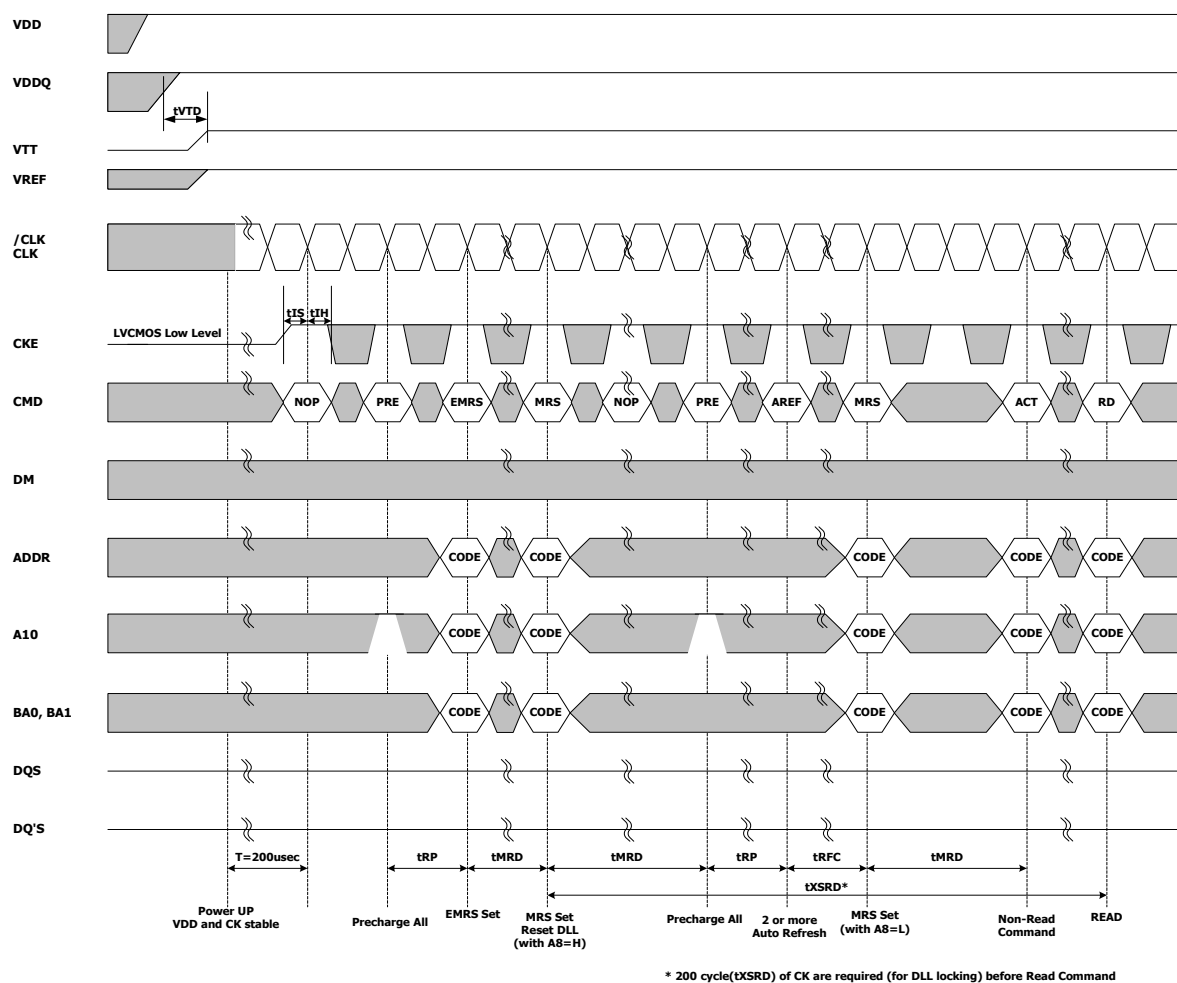 VDD
VDDQ
tVTD
VTT
VREF
/CLK
CLK
tIS tIH
LVCMOS Low Level
CKE
CMD NOP PRE EMRS MRS NOP PRE AREF MRS ACT RD
DM
ADDR CODE CODE CODE CODE CODE
A10 CODE CODE CODE CODE CODE
BA0, BA1 CODE CODE CODE CODE CODE
DQS
DQ'S
T=200usec tRP tMRD tMRD tRP tRFC tMRD
tXSRD*
Power UP
VDD and CK stable
Precharge All
EMRS Set
MRS Set
Reset DLL
(with A8=H)
Precharge All
2 or more
Auto Refresh
MRS Set
(with A8=L)
Non-Read
Command
READ
* 200 cycle(tXSRD) of CK are required (for DLL locking) before Read Command